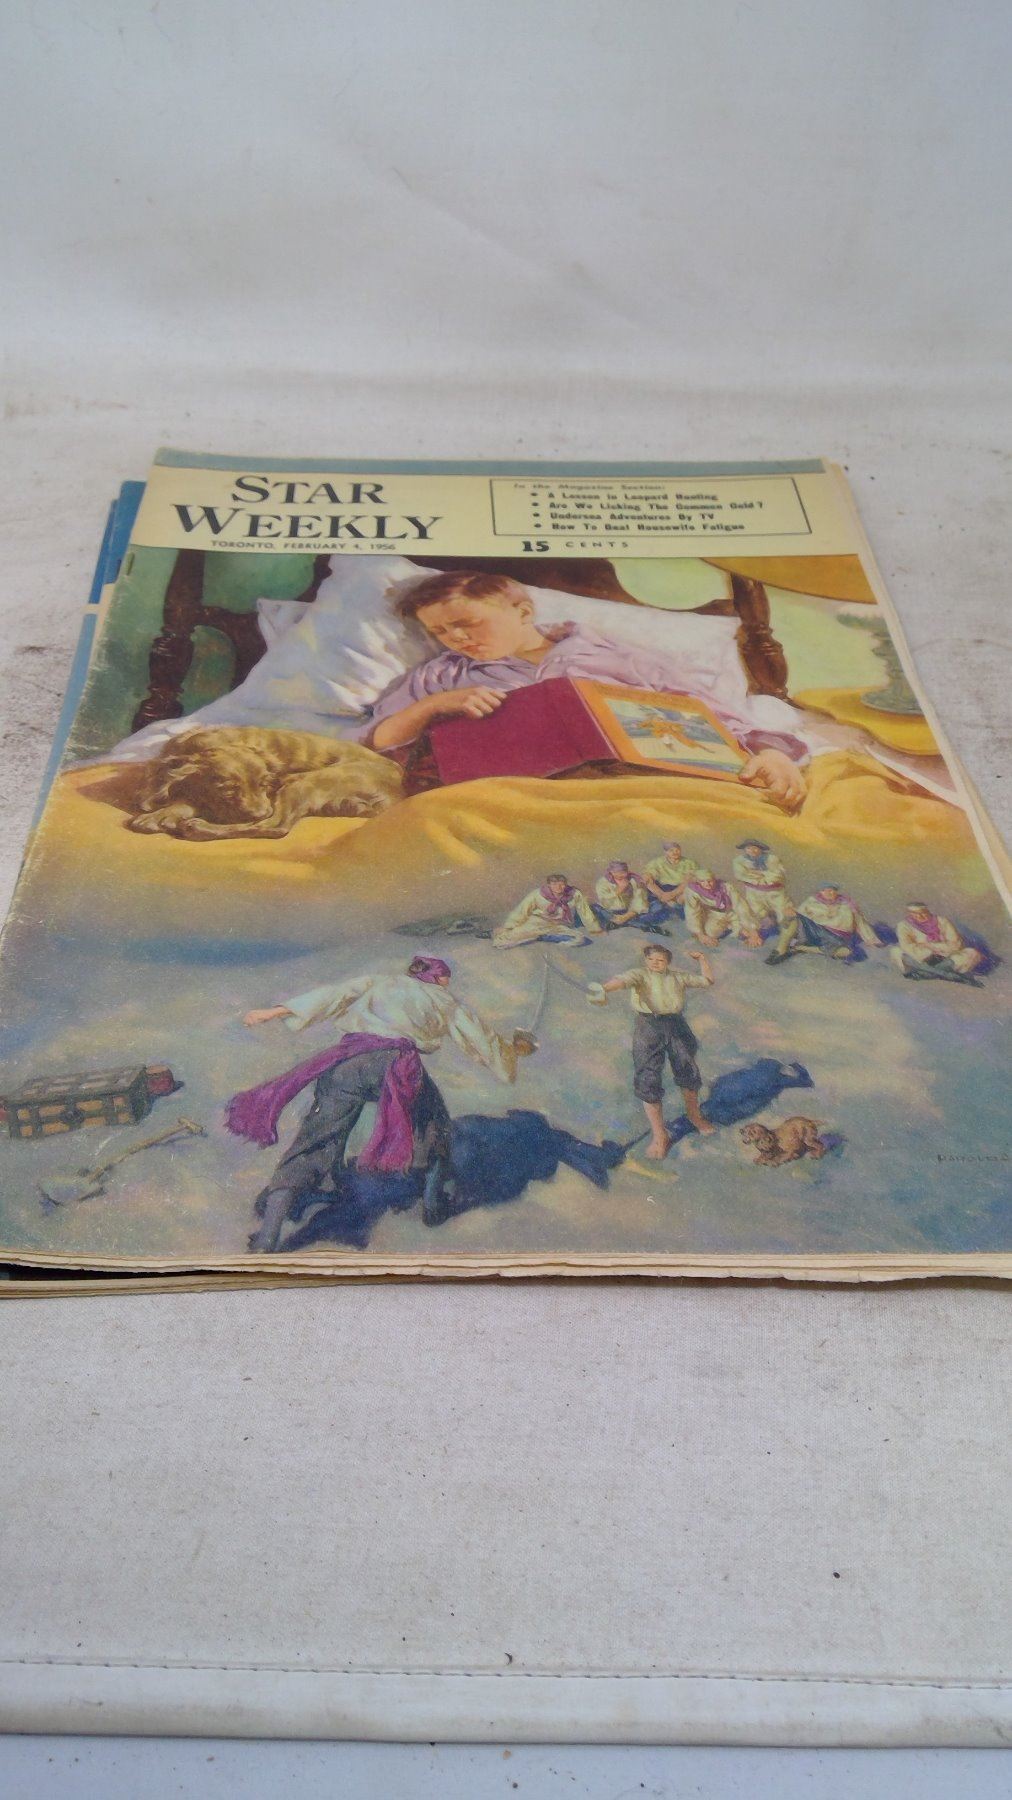 STAR
WEEKLY
TORONTO, FEBRUARY 4, 1956
In the Magazine Section:
• A Lesson in Leopard Hunting
• Are We Licking The Common Cold?
• Undersea Adventures By TV
• How To Beat Housewife Fatigue
15 CENTS